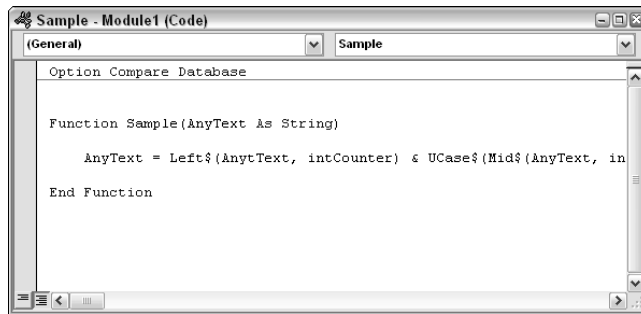 Sample - Module1 (Code)
(General) Sample
Option Compare Database
Function Sample(AnyText As String)
AnyText = Left$(AnytText, intCounter) & UCase$(Mid$(AnyText, in
End Function